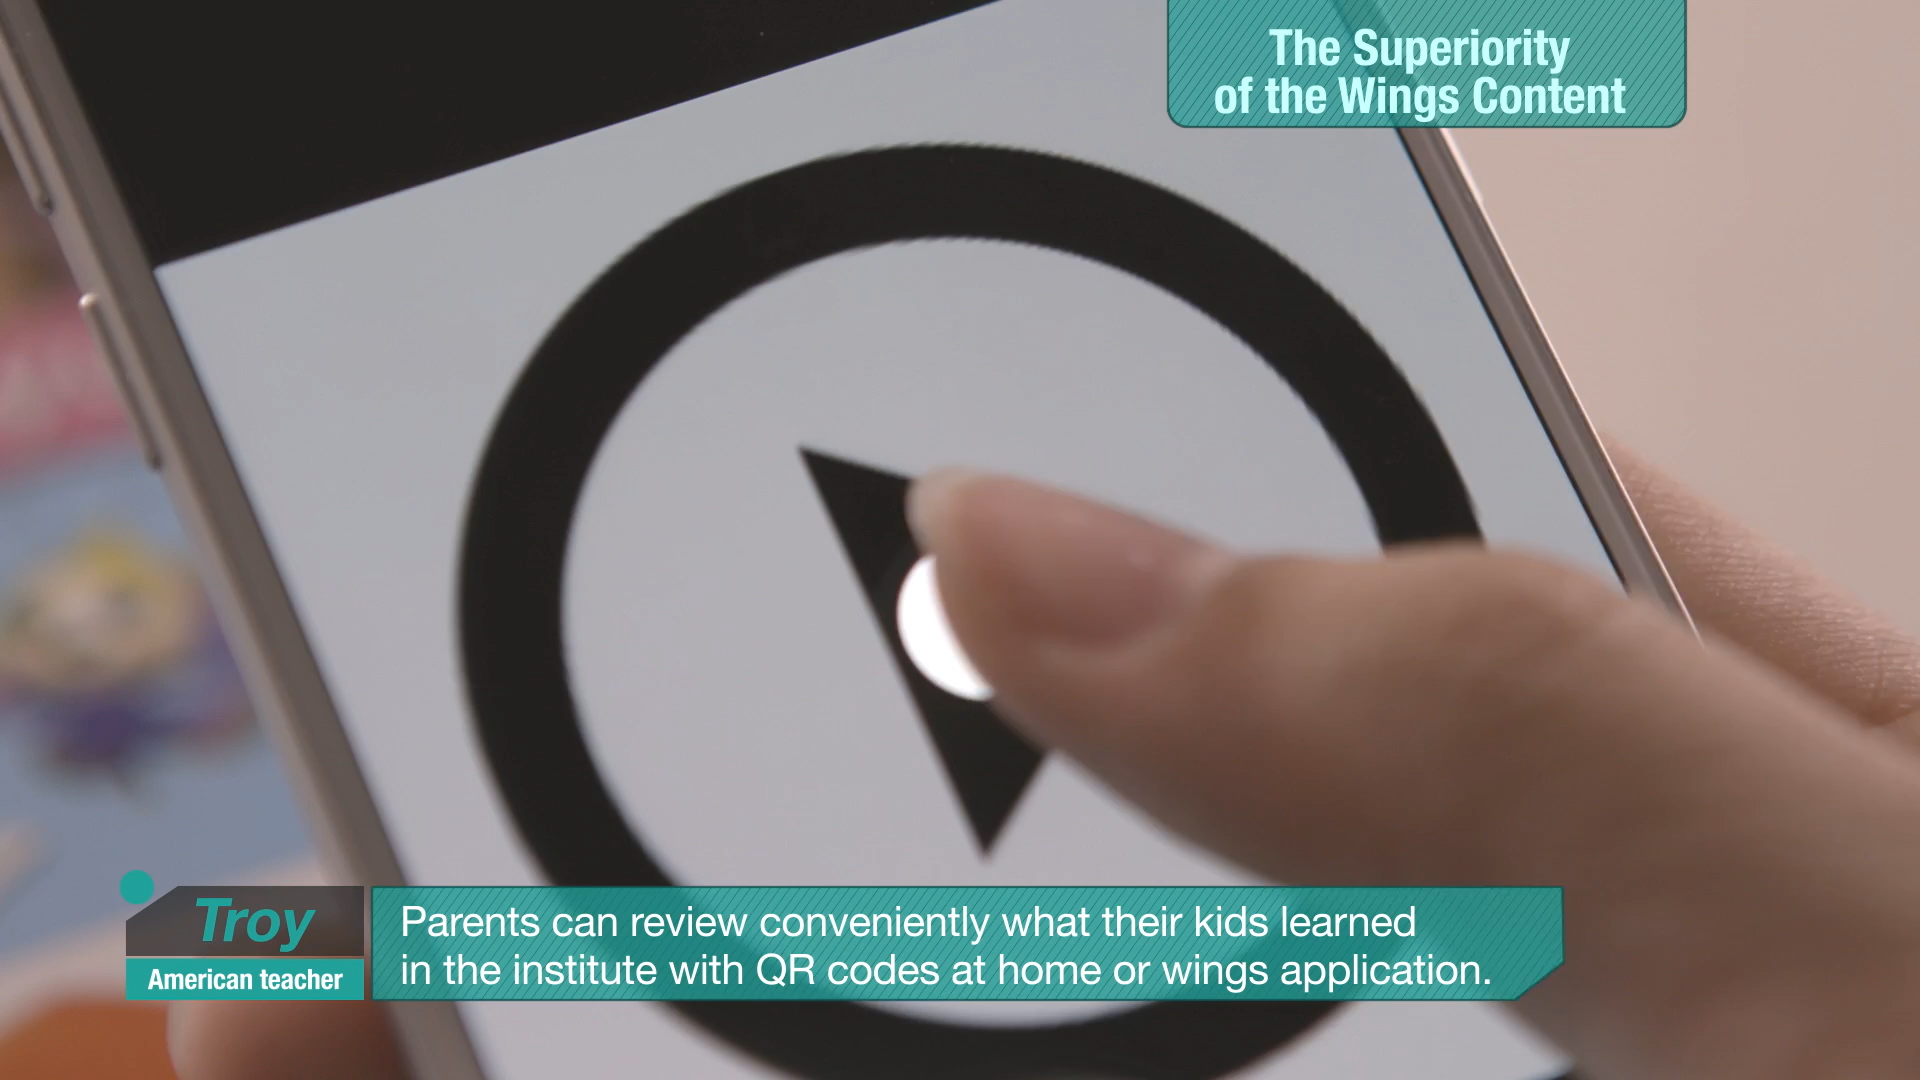 The Superiority
of the Wings Content
Troy
American teacher
Parents can review conveniently what their kids learned
in the institute with QR codes at home or wings application.